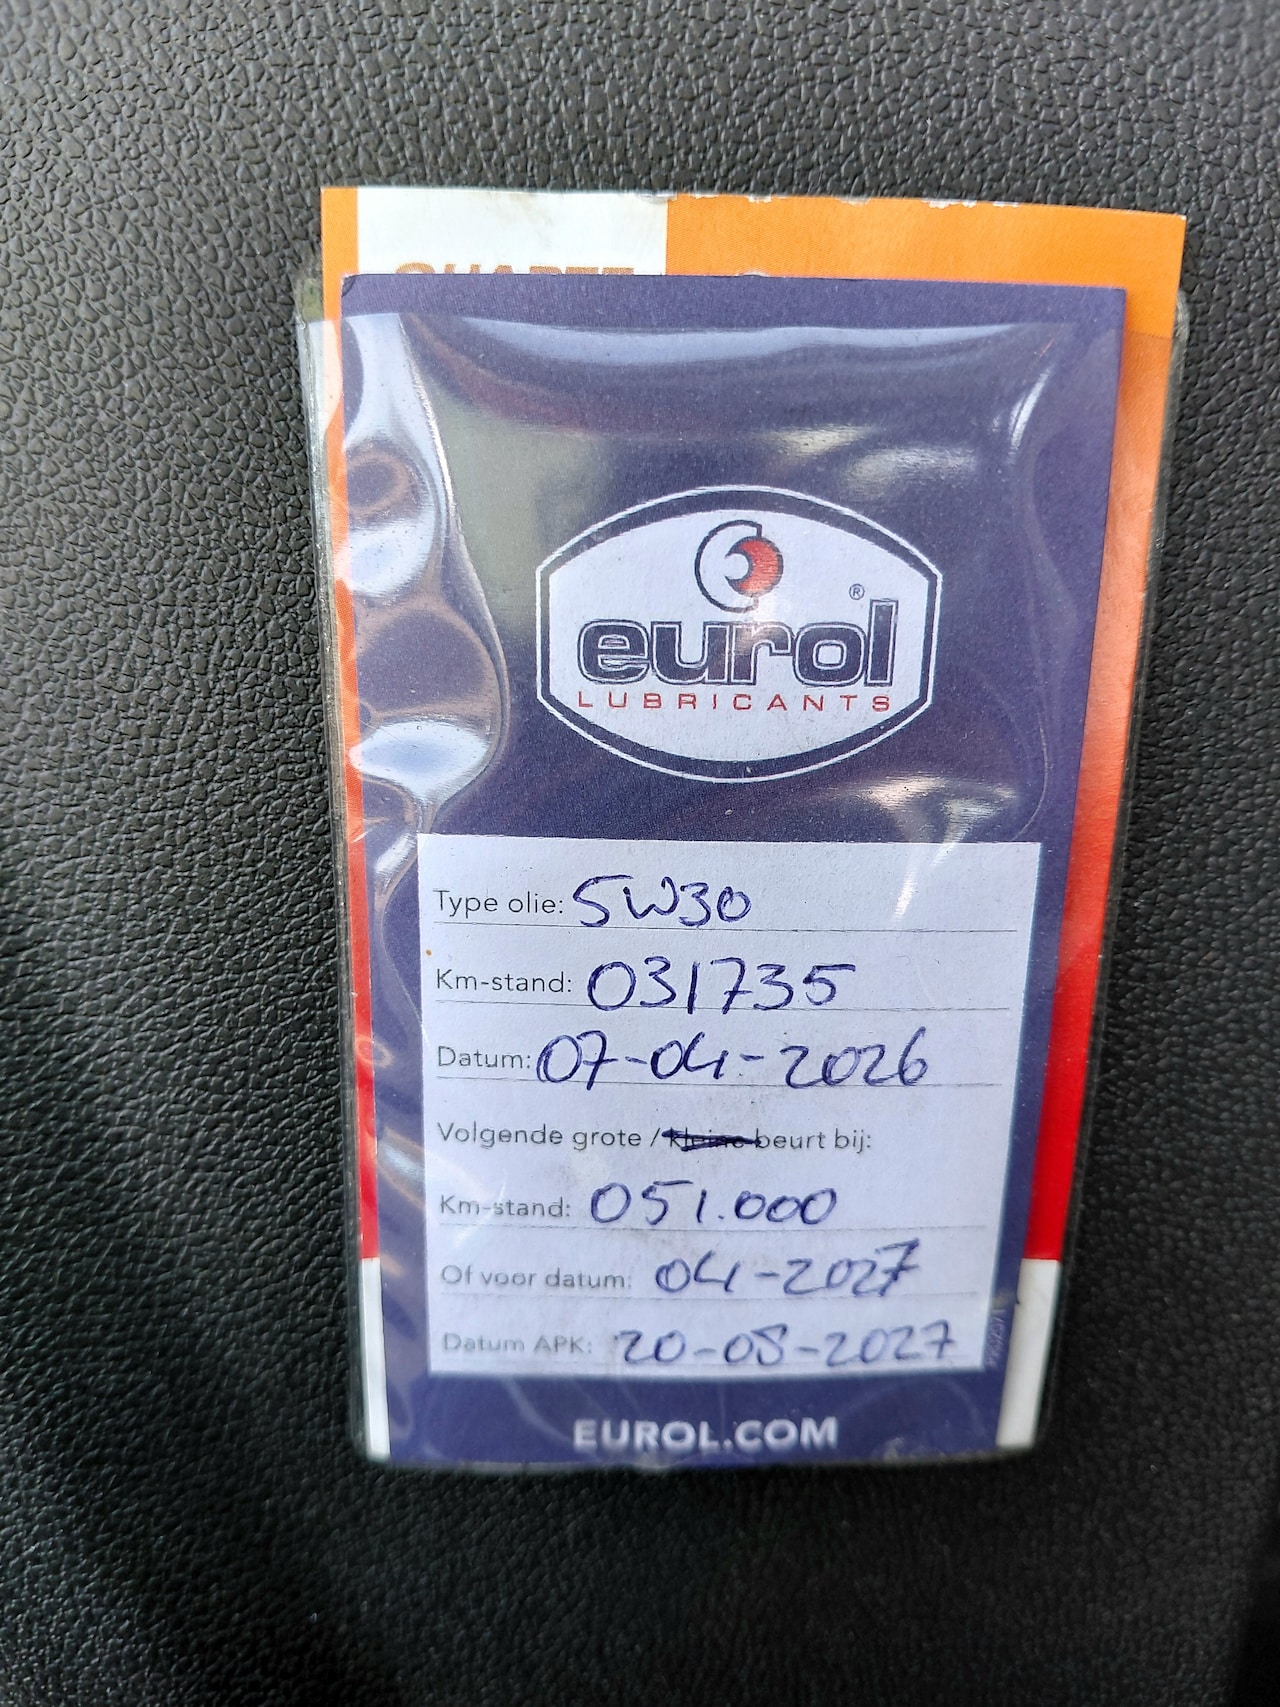 eurol ®
LUBRICANTS
Type olie: 5W30
Km-stand: 031735
Datum: 07-04-2026
Volgende grote / kleine beurt bij:
Km-stand: 051.000
Of voor datum: 04-2027
Datum APK: 20-05-2027
EUROL.COM